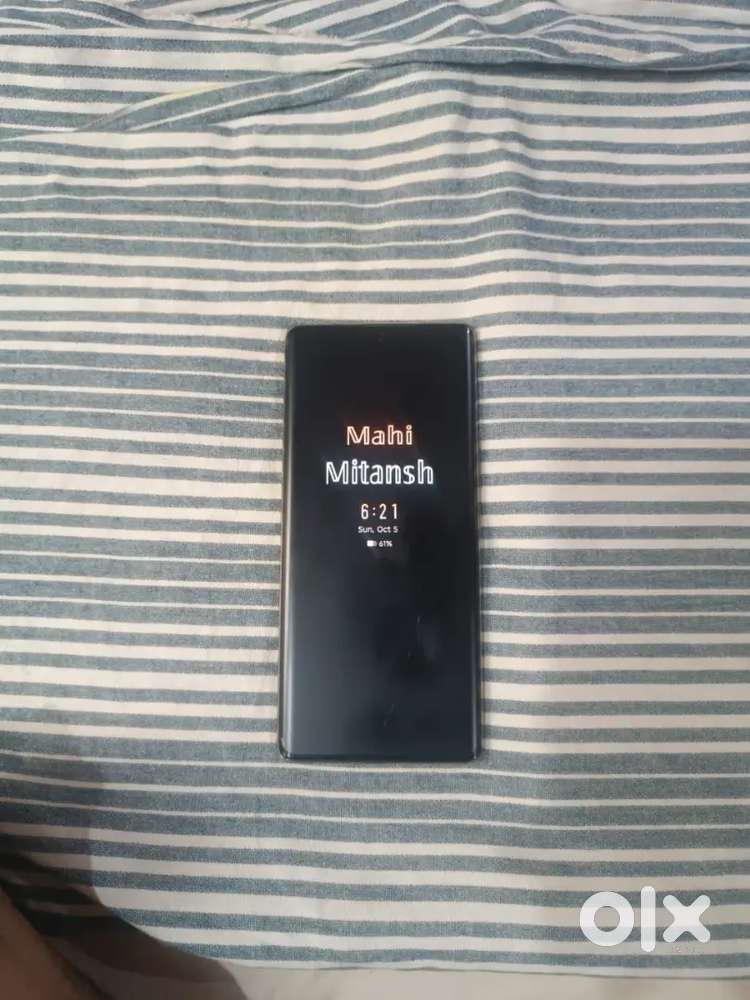 Mahi
Mitansh
6:21
Sun, Oct 5
61%
olx